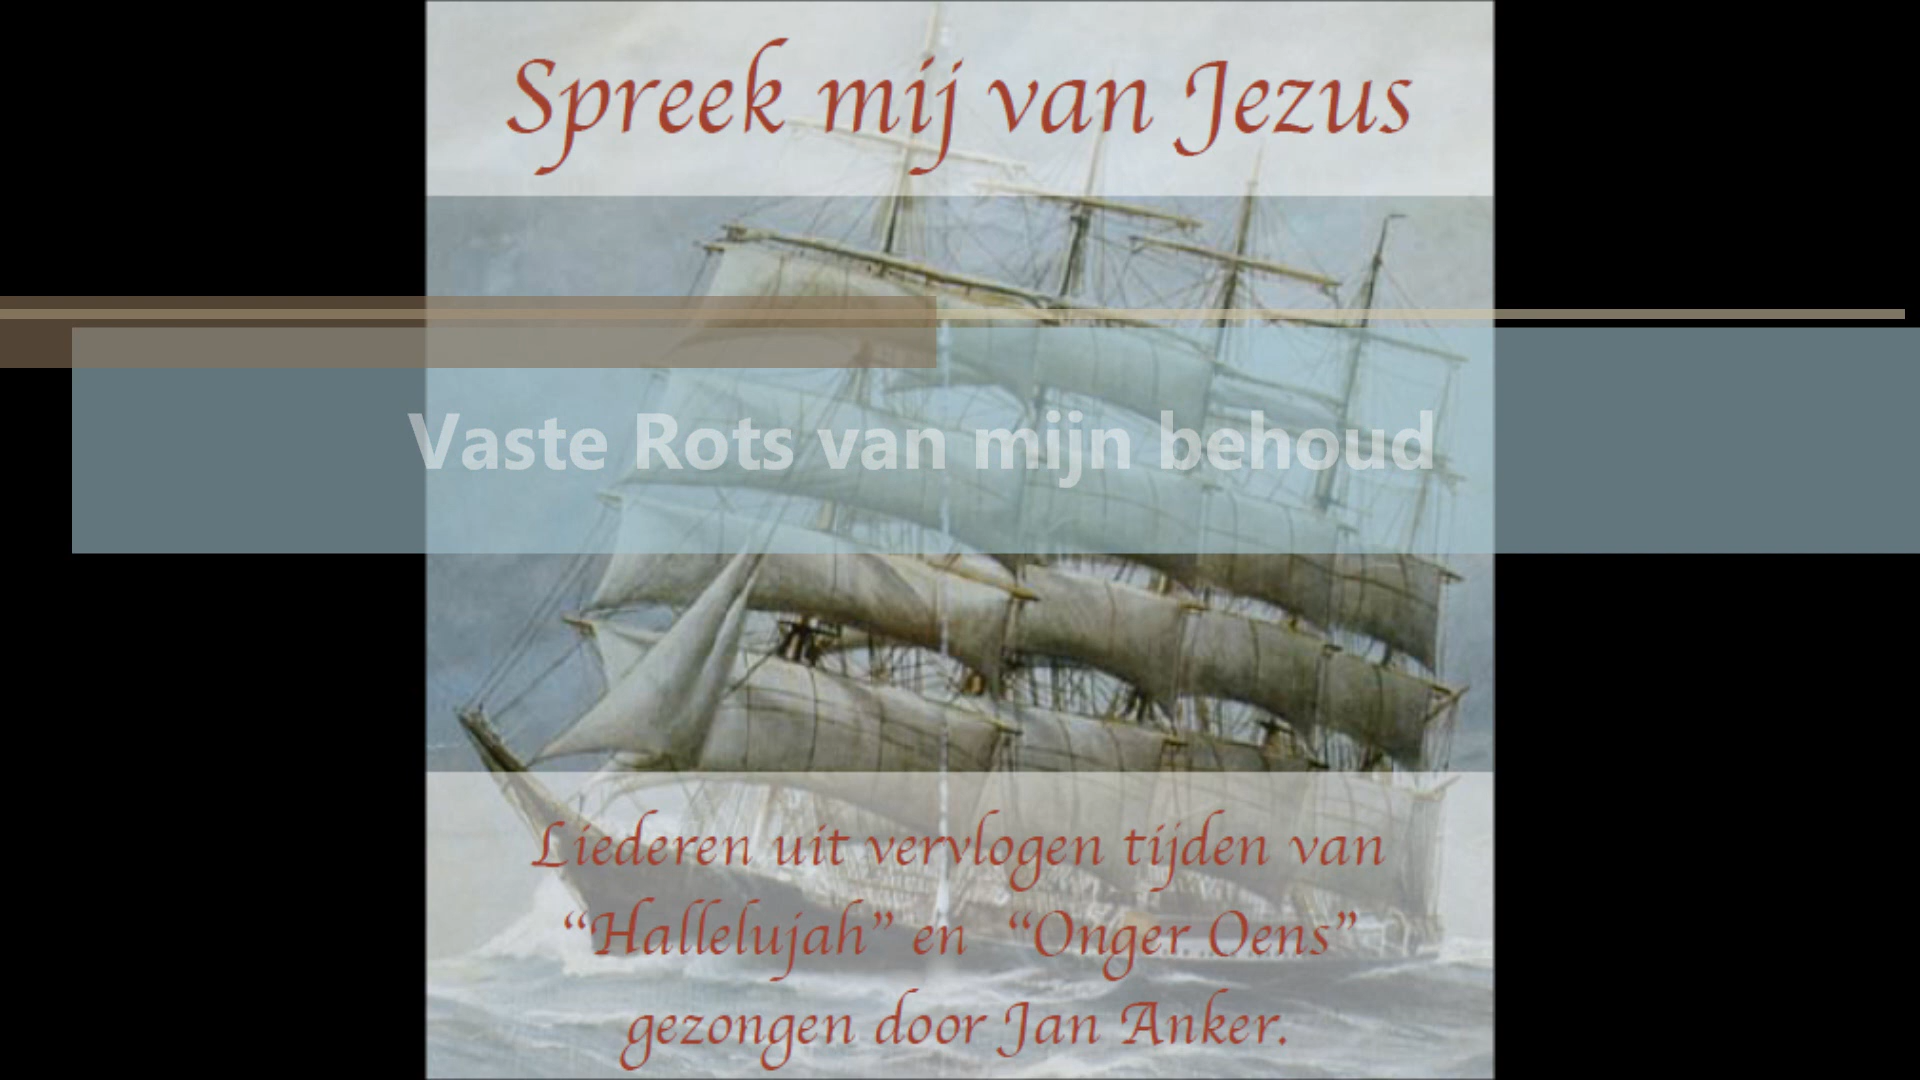 Spreek mij van Jezus
Vaste Rots van mijn behoud
Liederen uit vervlogen tijden van
“Hallelujah” en “Onger Oens”
gezongen door Jan Anker.